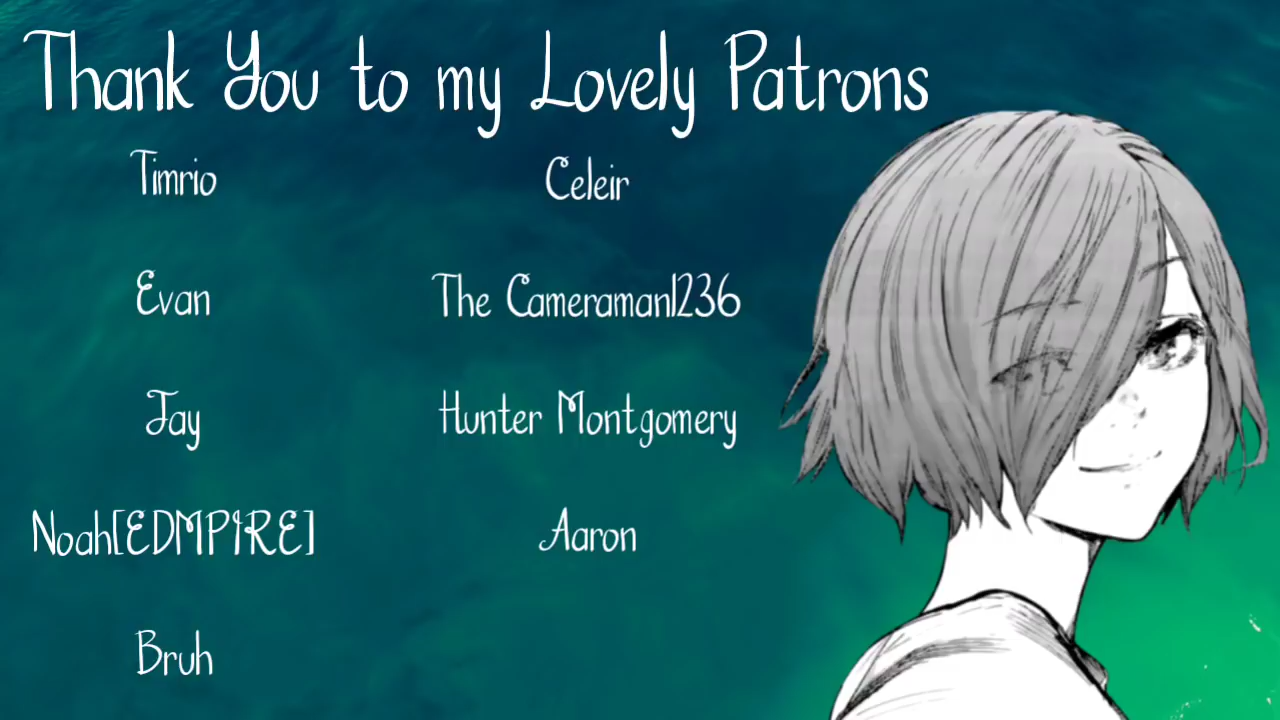 Thank You to my Lovely Patrons
Timrio
Celeir
Evan
The Cameraman1236
Jay
Hunter Montgomery
Noah[EDMPIRE]
Aaron
Bruh